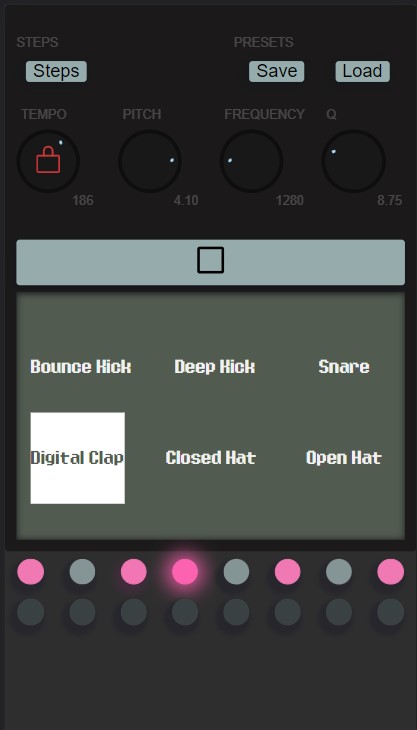 STEPS PRESETS
Steps Save Load
TEMPO PITCH FREQUENCY Q
186 4.10 1280 8.75
Bounce Kick Deep Kick Snare
Digital Clap Closed Hat Open Hat